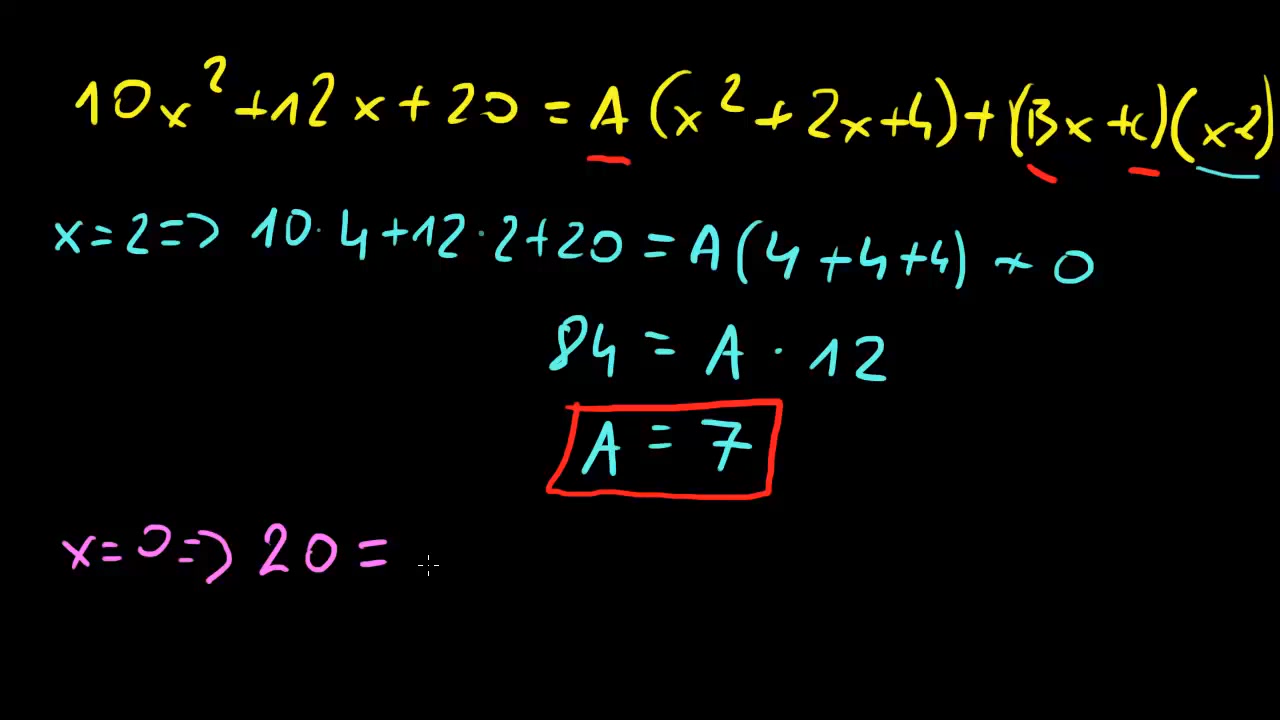 10x²+12x+20 = A(x²+2x+4)+(Bx+C)(x-2)
x=2=> 10·4+12·2+20 = A(4+4+4)+0
84 = A·12
A = 7
x=0=> 20 =